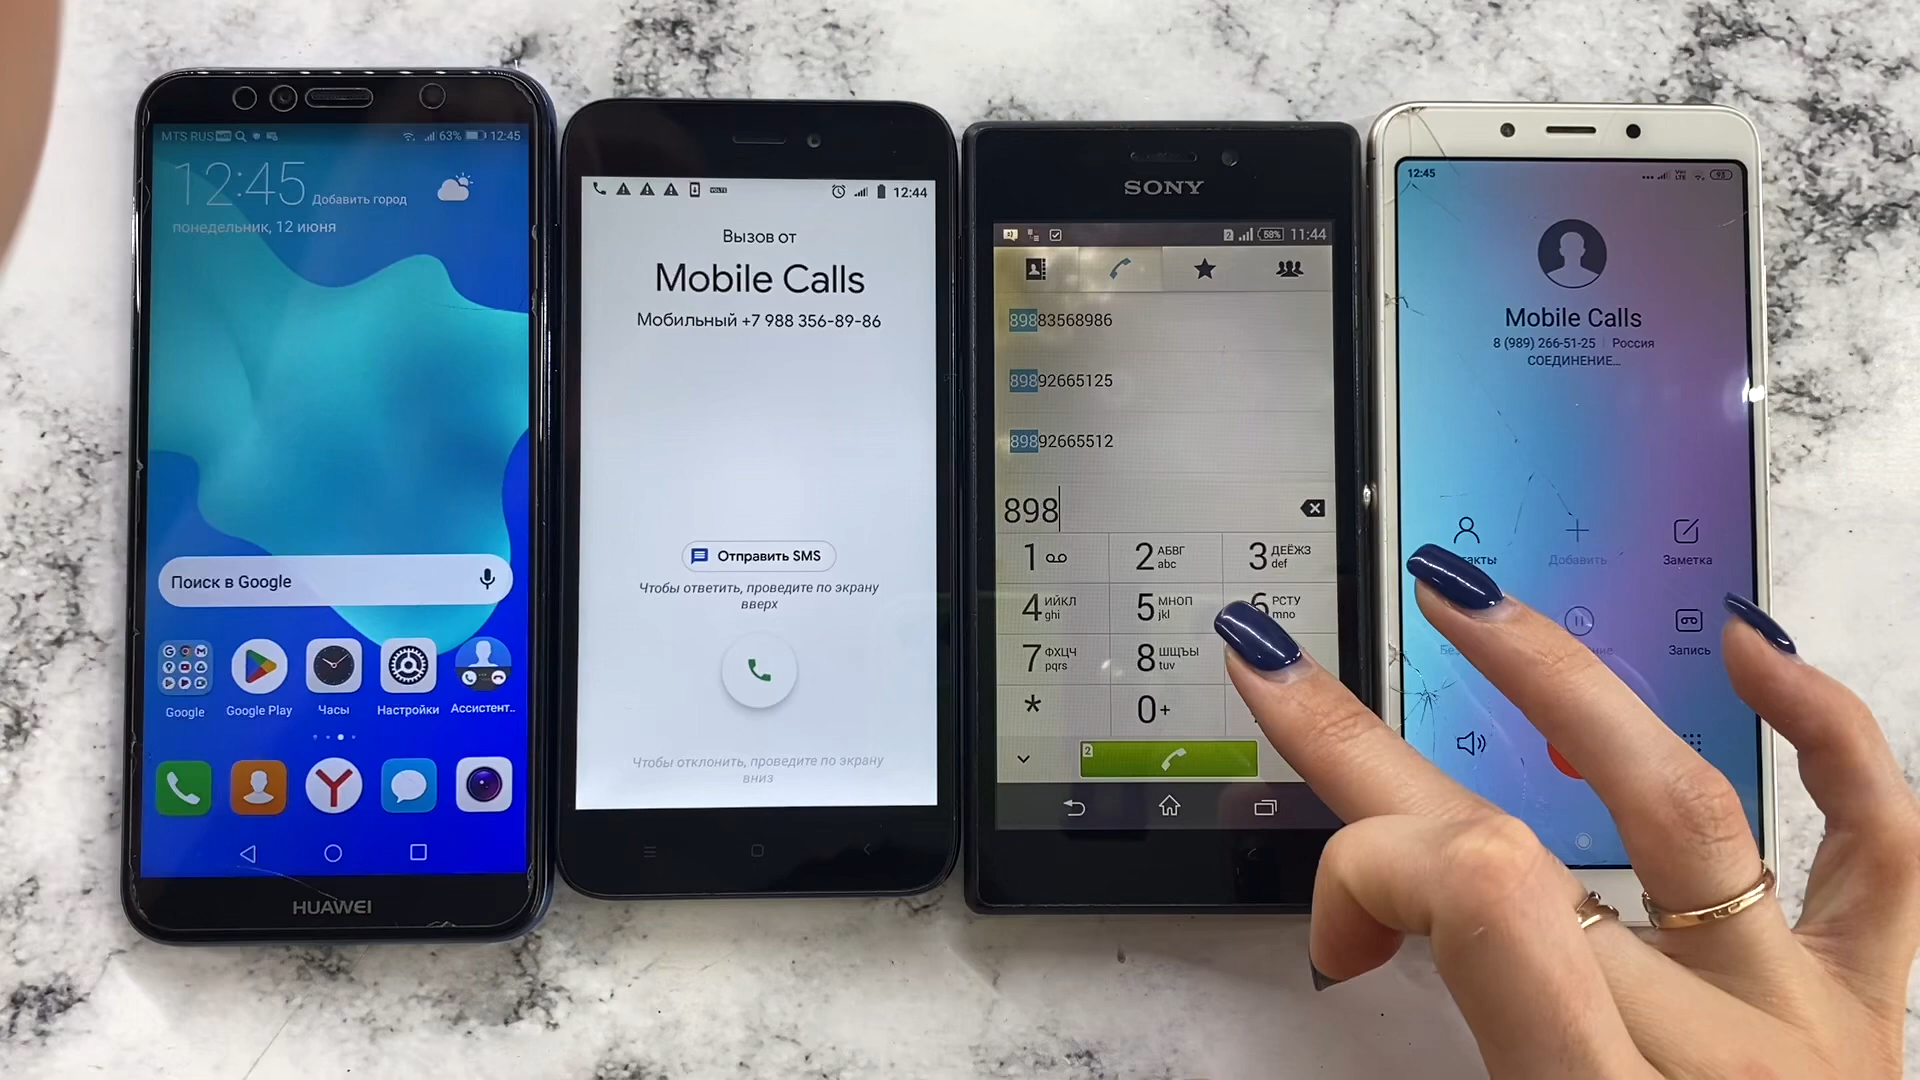 MTS RUS 63% 12:45
12:45 Добавить город
понедельник, 12 июня
Поиск в Google
Google Google Play Часы Настройки Ассистент..
HUAWEI
12:44
Вызов от
Mobile Calls
Мобильный +7 988 356-89-86
Отправить SMS
Чтобы ответить, проведите по экрану
вверх
Чтобы отклонить, проведите по экрану
вниз
SONY
2 58% 11:44
89883568986
89892665125
89892665512
898
1 2 АБВГ abc 3 ДЕЁЖЗ def
4 ИЙКЛ ghi 5 МНОП jkl 6 РСТУ mno
7 ФХЦЧ pqrs 8 ШЩЪЫ tuv
* 0+
2
12:45 93
Mobile Calls
8 (989) 266-51-25 Россия
СОЕДИНЕНИЕ...
Добавить Заметка
Запись